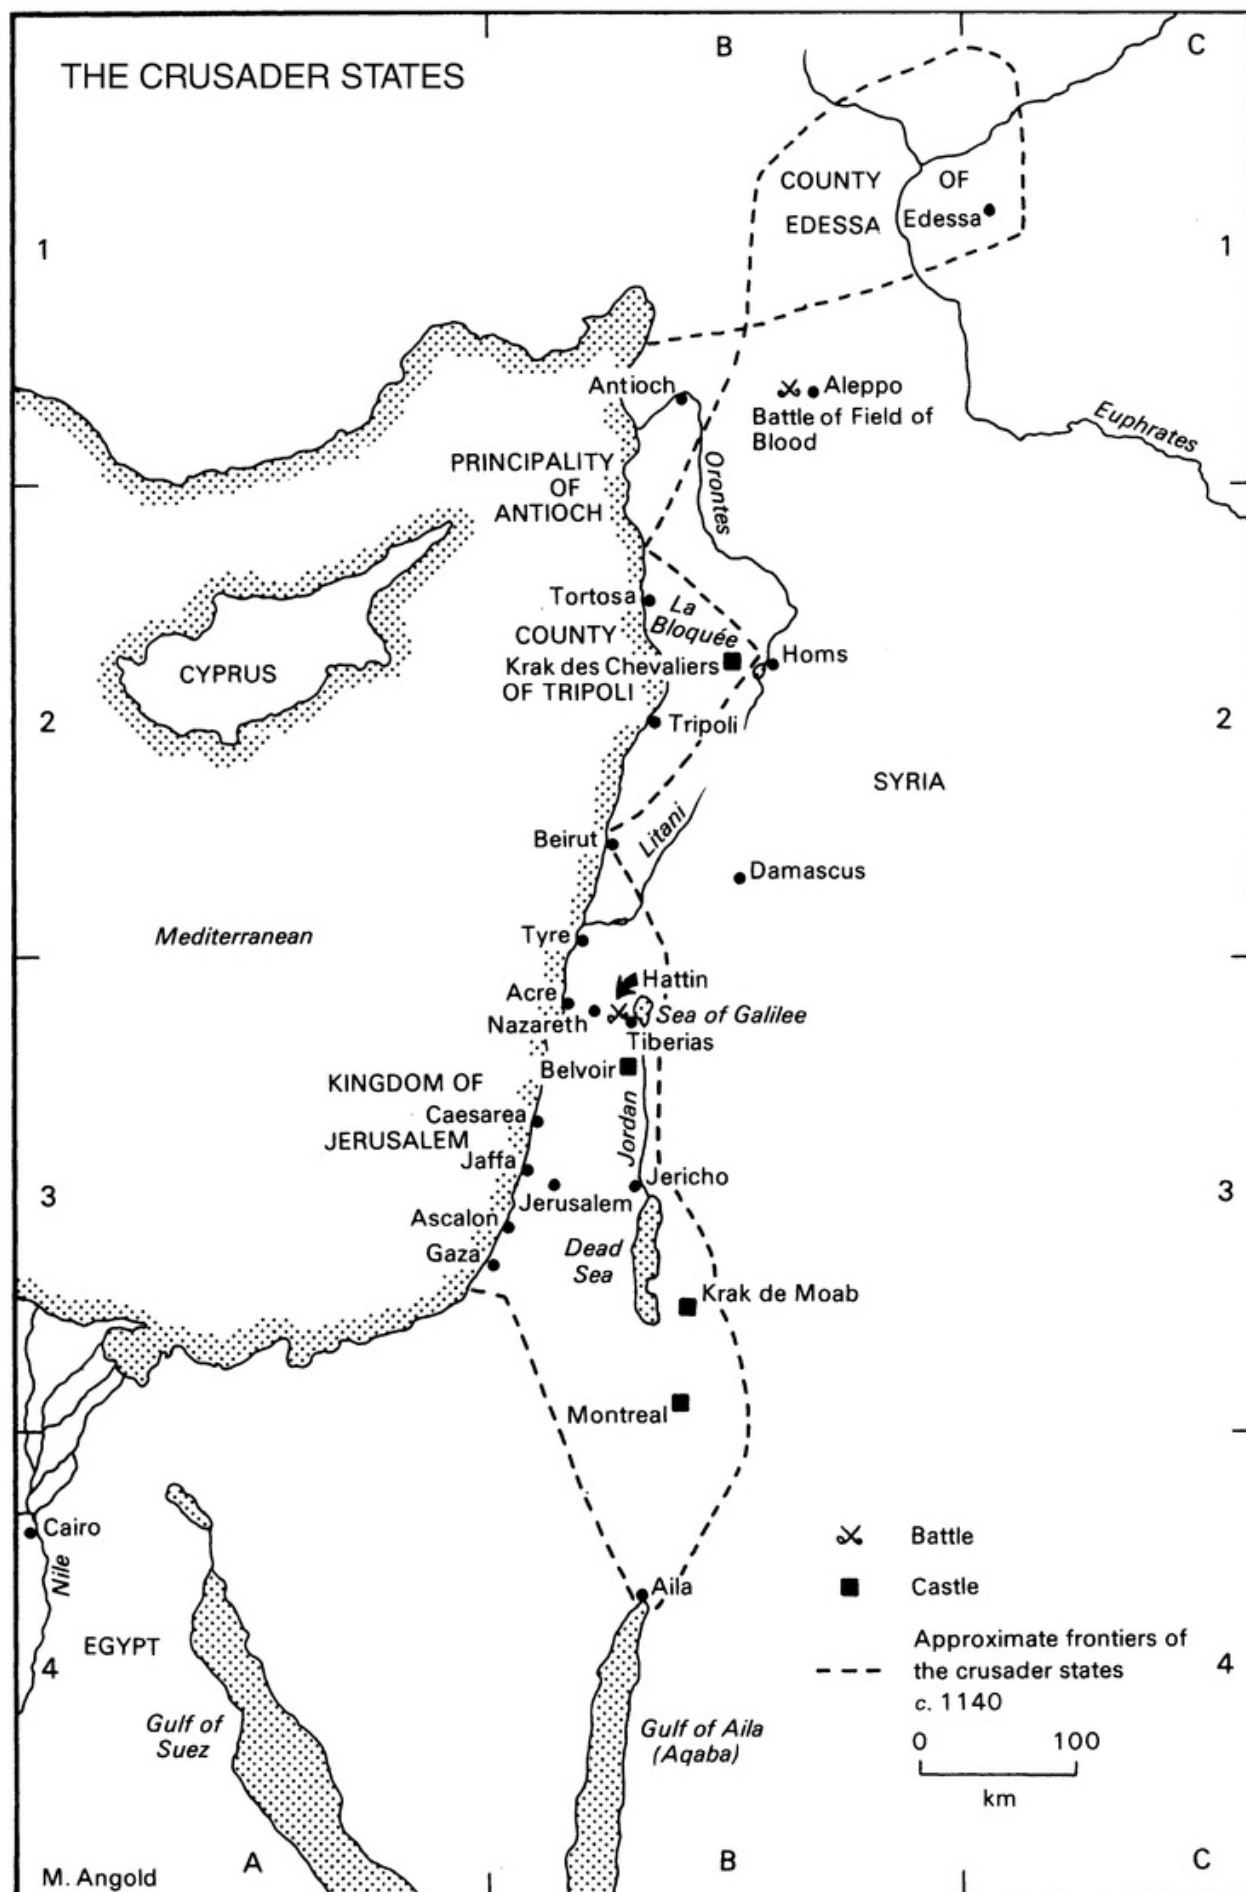 B
C
THE CRUSADER STATES
COUNTY OF
EDESSA
Edessa
1
1
Antioch
Aleppo
Battle of Field of
Blood
Euphrates
Orontes
PRINCIPALITY
OF
ANTIOCH
Tortosa
La
Bloquée
COUNTY
Krak des Chevaliers
OF TRIPOLI
Homs
CYPRUS
2
Tripoli
2
SYRIA
Beirut
Litani
Damascus
Mediterranean
Tyre
Hattin
Acre
Nazareth
Sea of Galilee
Tiberias
Belvoir
KINGDOM OF
JERUSALEM
Caesarea
Jordan
Jaffa
Jericho
3
Jerusalem
3
Ascalon
Gaza
Dead
Sea
Krak de Moab
Montreal
Cairo
Nile
Battle
Castle
Aila
EGYPT
4
Approximate frontiers of
the crusader states
c. 1140
4
Gulf of
Suez
Gulf of Aila
(Aqaba)
0 100
km
M. Angold
A
B
C